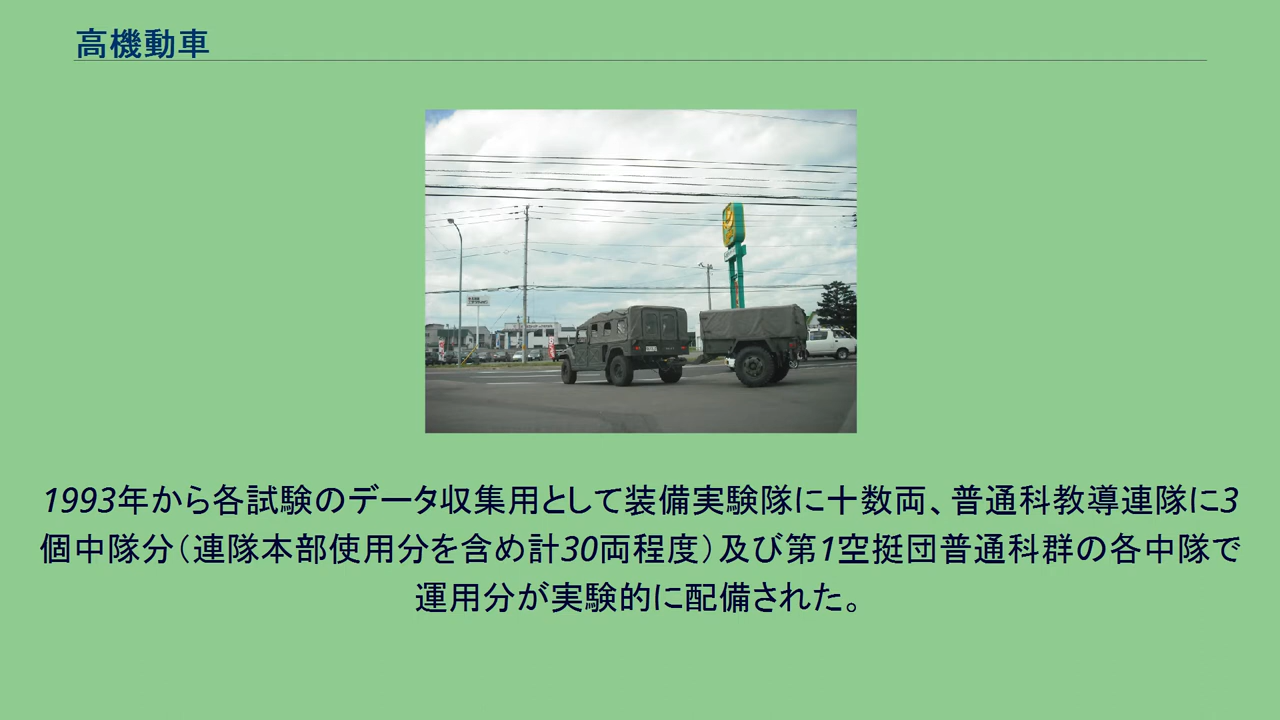 高機動車
1993年から各試験のデータ収集用として装備実験隊に十数両、普通科教導連隊に3
個中隊分（連隊本部使用分を含め計30両程度）及び第1空挺団普通科群の各中隊で
運用分が実験的に配備された。